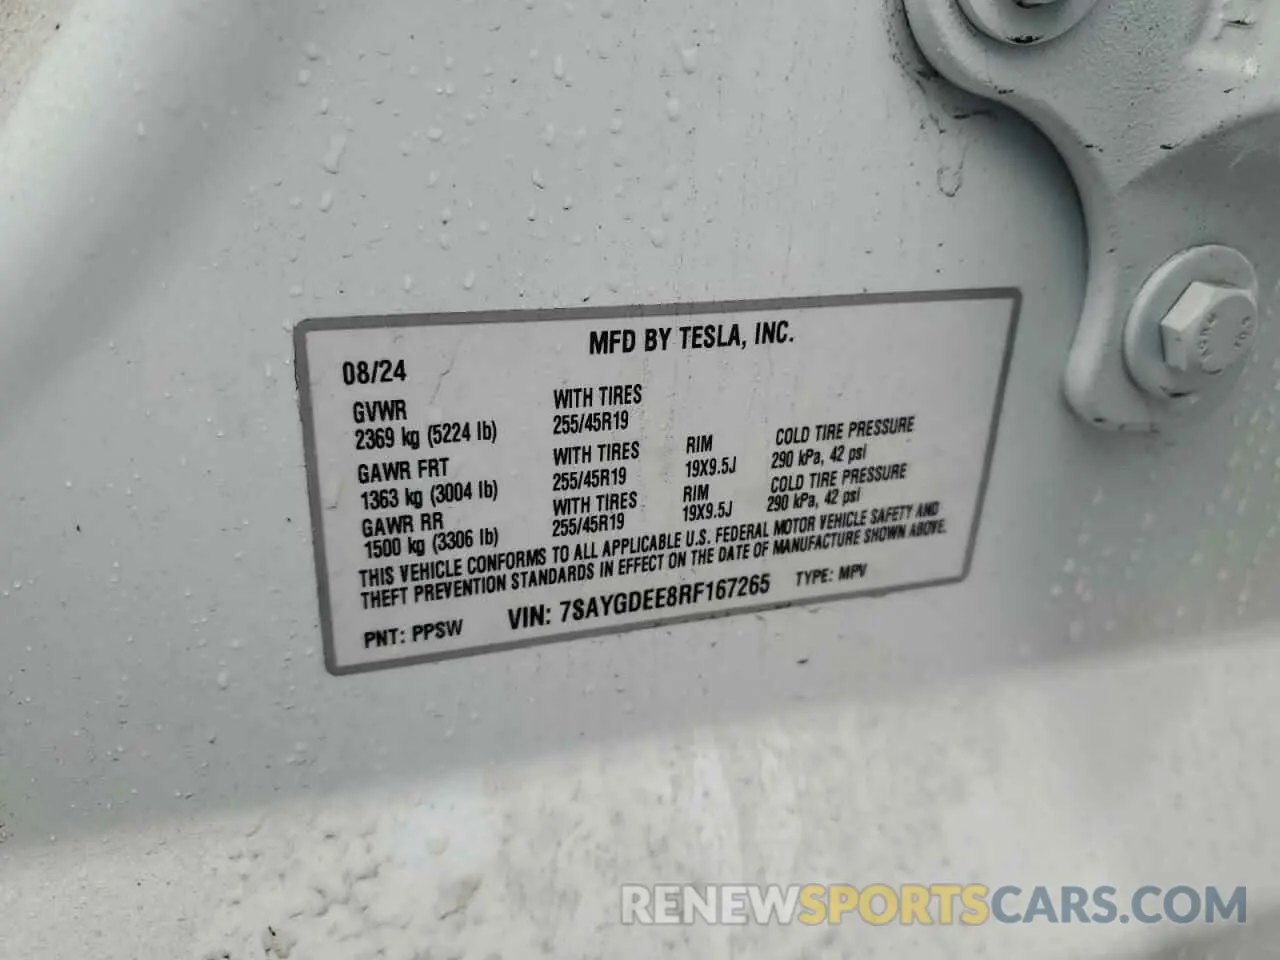 MFD BY TESLA, INC.
08/24
GVWR WITH TIRES
2369 kg (5224 lb) 255/45R19
GAWR FRT WITH TIRES RIM COLD TIRE PRESSURE
1363 kg (3004 lb) 255/45R19 19X9.5J 290 kPa, 42 psi
GAWR RR WITH TIRES RIM COLD TIRE PRESSURE
1500 kg (3306 lb) 255/45R19 19X9.5J 290 kPa, 42 psi
THIS VEHICLE CONFORMS TO ALL APPLICABLE U.S. FEDERAL MOTOR VEHICLE SAFETY AND
THEFT PREVENTION STANDARDS IN EFFECT ON THE DATE OF MANUFACTURE SHOWN ABOVE.
PNT: PPSW VIN: 7SAYGDEE8RF167265 TYPE: MPV
RENEWSPORTSCARS.COM